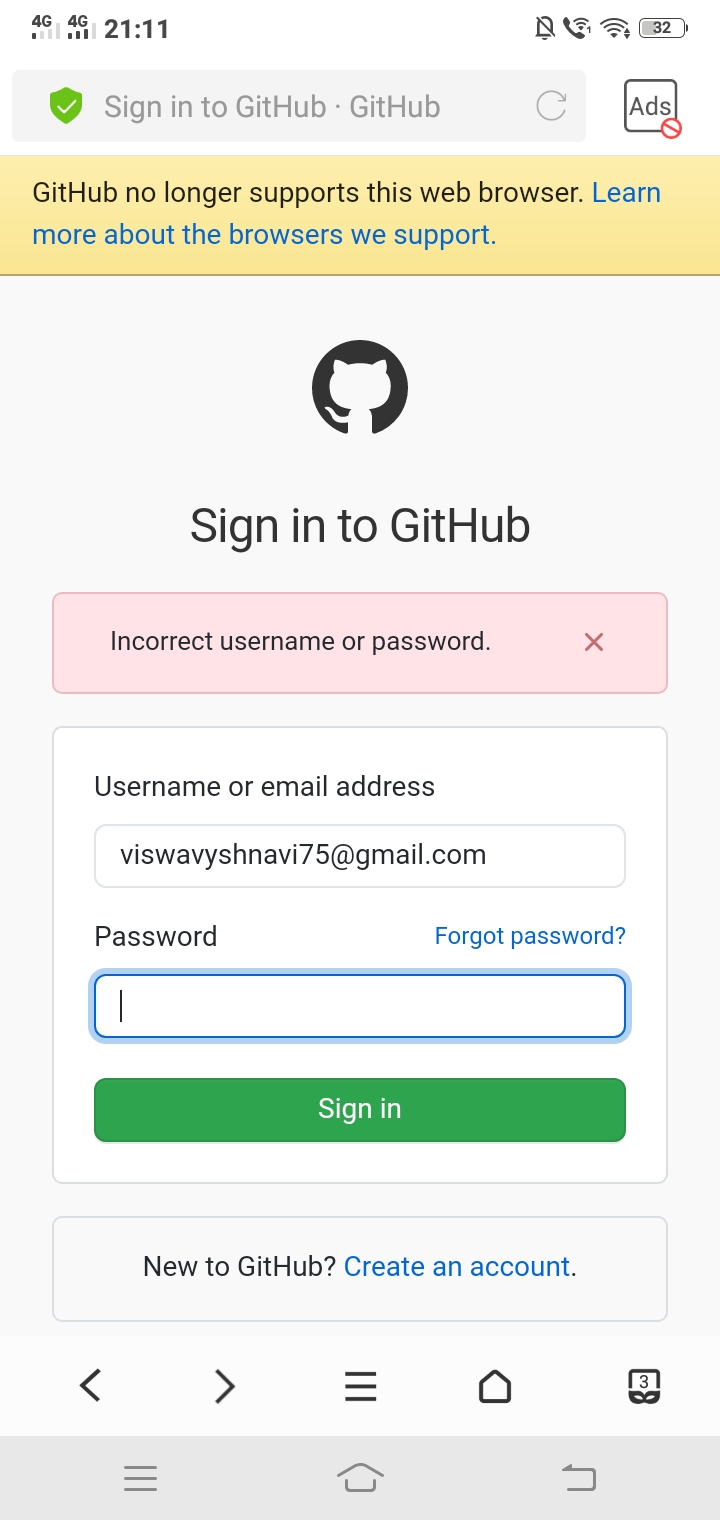 4G 4G 21:11 1 32
Sign in to GitHub · GitHub Ads
GitHub no longer supports this web browser. Learn
more about the browsers we support.
Sign in to GitHub
Incorrect username or password.
Username or email address
viswavyshnavi75@gmail.com
Password Forgot password?
Sign in
New to GitHub? Create an account.
3